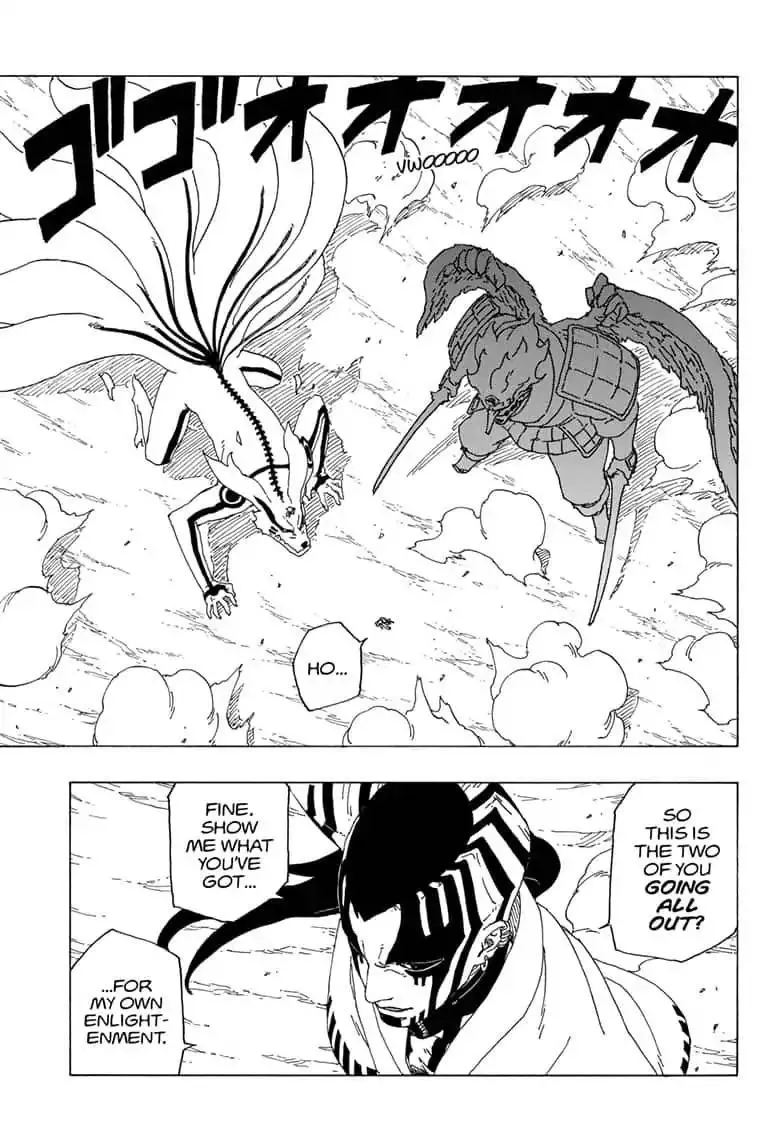 ゴゴォオオオオ
VWOOOOO
HO...
SO
THIS IS
THE TWO
OF YOU
GOING
ALL
OUT?
FINE.
SHOW
ME WHAT
YOU'VE
GOT...
...FOR
MY OWN
ENLIGHT-
ENMENT.